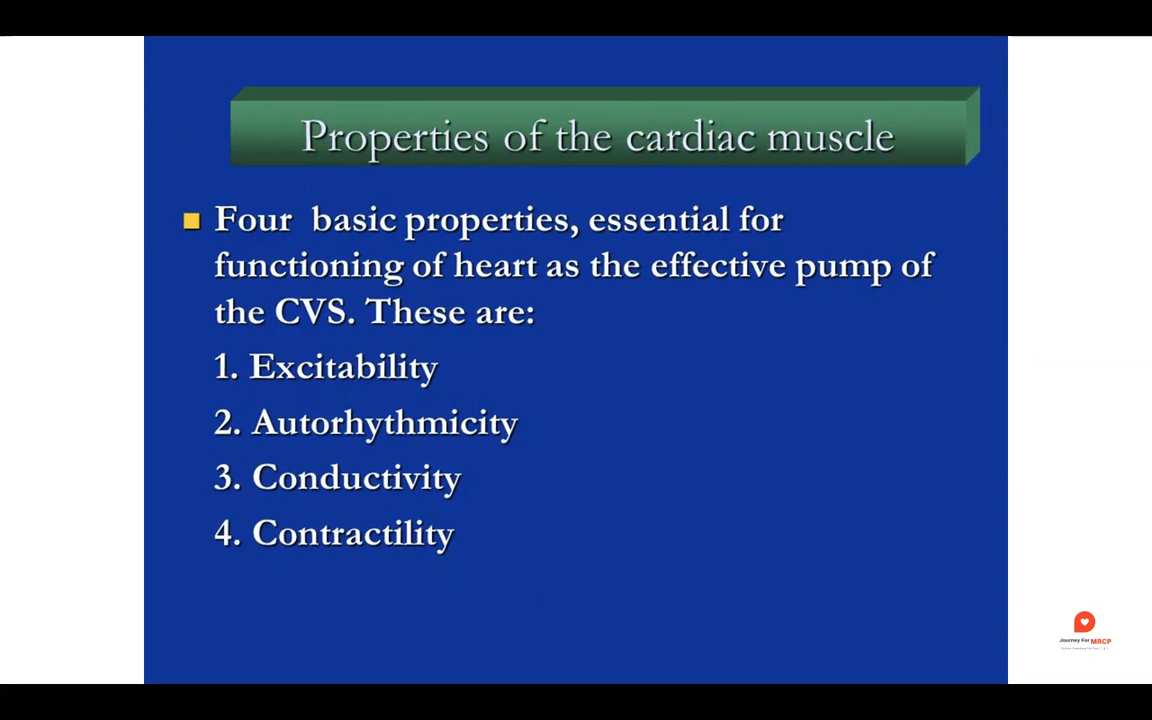 Properties of the cardiac muscle
Four basic properties, essential for
functioning of heart as the effective pump of
the CVS. These are:
1. Excitability
2. Autorhythmicity
3. Conductivity
4. Contractility
Journey For MRCP